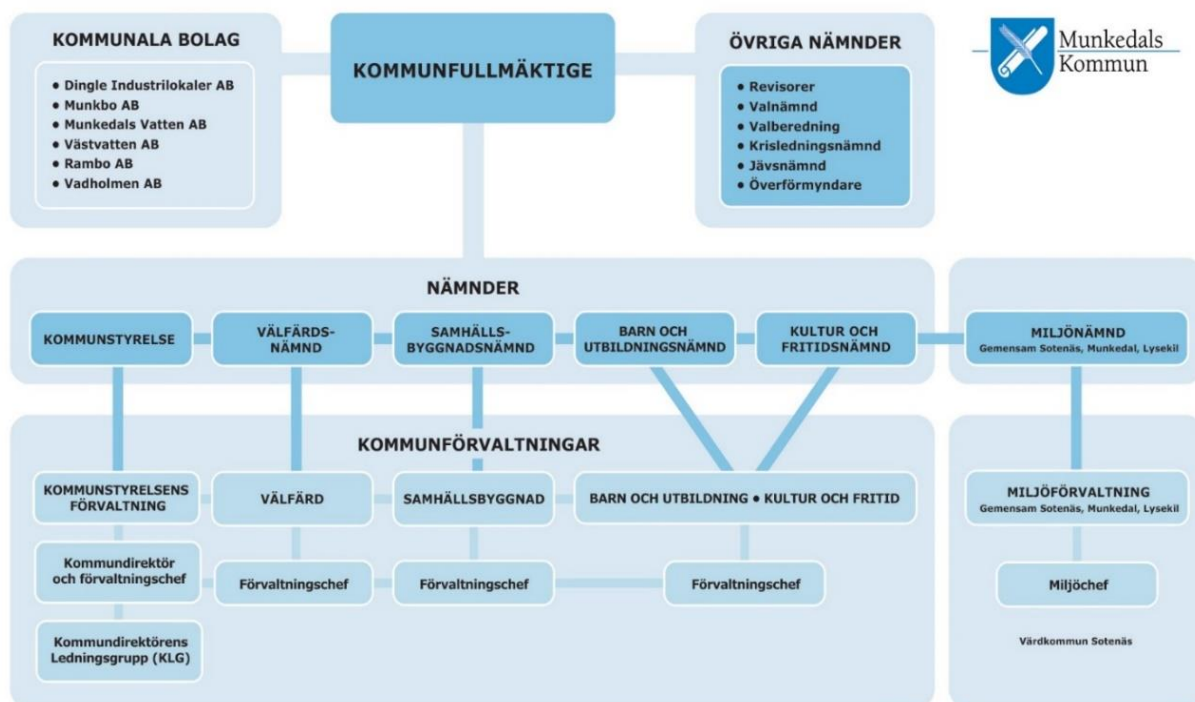 KOMMUNALA BOLAG
• Dingle Industrilokaler AB
• Munkbo AB
• Munkedals Vatten AB
• Västvatten AB
• Rambo AB
• Vadholmen AB
KOMMUNFULLMÄKTIGE
ÖVRIGA NÄMNDER
• Revisorer
• Valnämnd
• Valberedning
• Krisledningsnämnd
• Jävsnämnd
• Överförmyndare
Munkedals
Kommun
NÄMNDER
KOMMUNSTYRELSE
VÄLFÄRDS-
NÄMND
SAMHÄLLS-
BYGGNADSNÄMND
BARN OCH
UTBILDNINGSNÄMND
KULTUR OCH
FRITIDSNÄMND
MILJÖNÄMND
Gemensam Sotenäs, Munkedal, Lysekil
KOMMUNFÖRVALTNINGAR
KOMMUNSTYRELSENS
FÖRVALTNING
VÄLFÄRD
SAMHÄLLSBYGGNAD
BARN OCH UTBILDNING • KULTUR OCH FRITID
MILJÖFÖRVALTNING
Gemensam Sotenäs, Munkedal, Lysekil
Kommundirektör
och förvaltningschef
Förvaltningschef
Förvaltningschef
Förvaltningschef
Miljöchef
Kommundirektörens
Ledningsgrupp (KLG)
Värdkommun Sotenäs